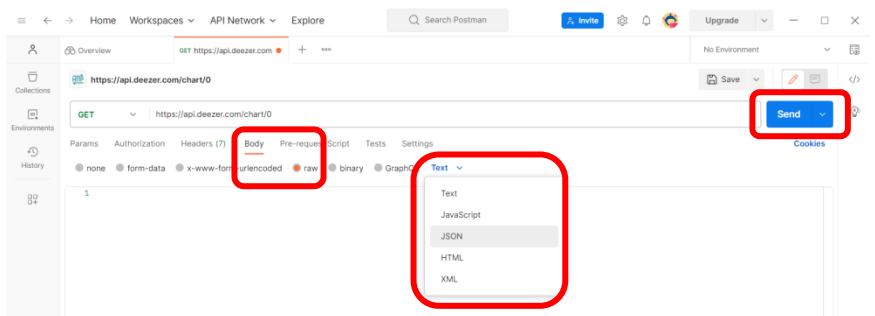 Home Workspaces API Network Explore Search Postman Invite Upgrade
Overview GET https://api.deezer.com No Environment
https://api.deezer.com/chart/0 Save
Collections
GET https://api.deezer.com/chart/0 Send
Environments
Params Authorization Headers (7) Body Pre-request Script Tests Settings Cookies
History
none form-data x-www-form-urlencoded raw binary Text
1
Text
JavaScript
JSON
HTML
XML